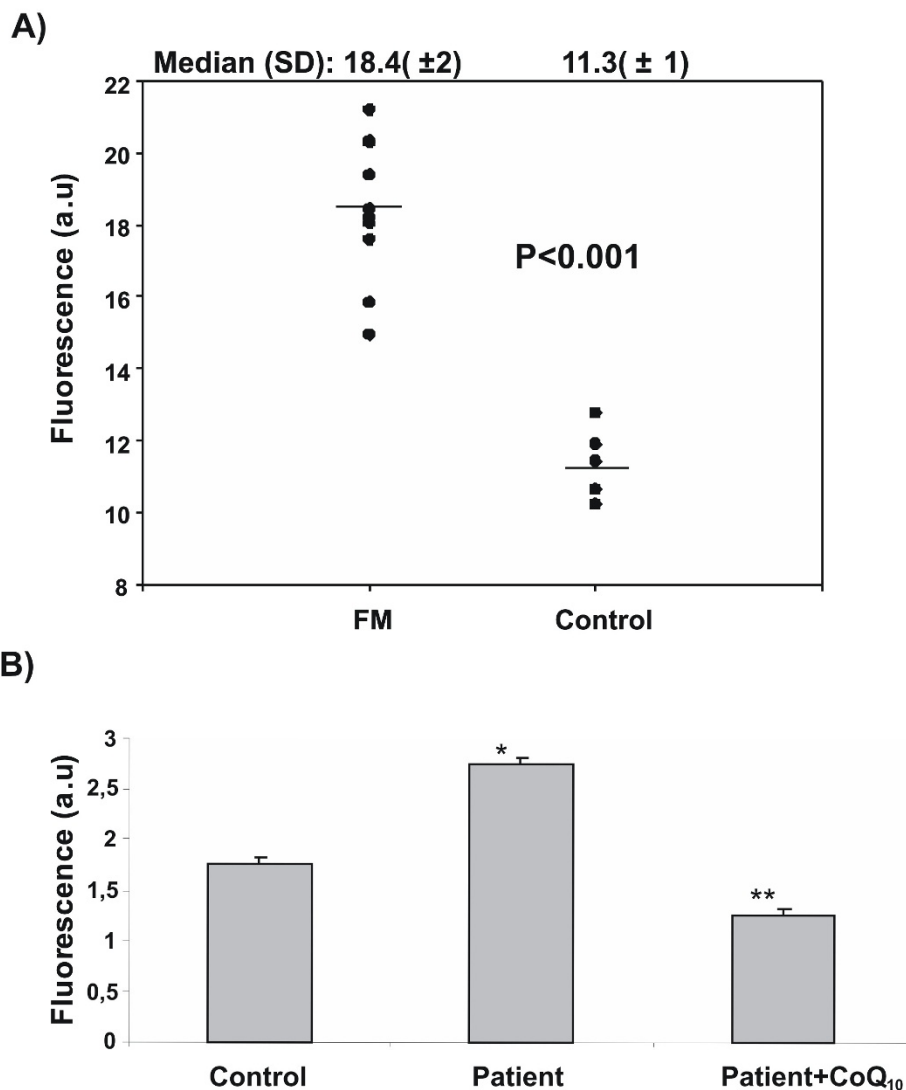 A)
Median (SD): 18.4( ±2) 11.3( ± 1)
22
20
18
16
14
12
10
8
Fluorescence (a.u)
P<0.001
FM Control
B)
3
2,5
2
1,5
1
0,5
0
Fluorescence (a.u)
*
**
Control Patient Patient+CoQ₁₀